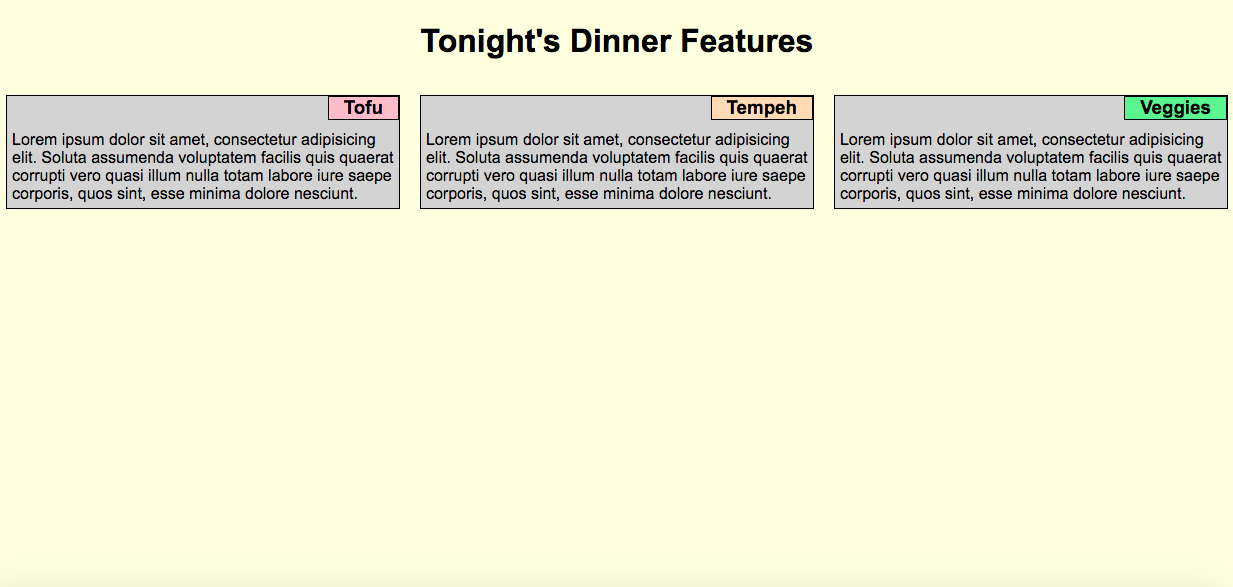 Tonight's Dinner Features
Tofu
Lorem ipsum dolor sit amet, consectetur adipisicing
elit. Soluta assumenda voluptatem facilis quis quaerat
corrupti vero quasi illum nulla totam labore iure saepe
corporis, quos sint, esse minima dolore nesciunt.
Tempeh
Lorem ipsum dolor sit amet, consectetur adipisicing
elit. Soluta assumenda voluptatem facilis quis quaerat
corrupti vero quasi illum nulla totam labore iure saepe
corporis, quos sint, esse minima dolore nesciunt.
Veggies
Lorem ipsum dolor sit amet, consectetur adipisicing
elit. Soluta assumenda voluptatem facilis quis quaerat
corrupti vero quasi illum nulla totam labore iure saepe
corporis, quos sint, esse minima dolore nesciunt.